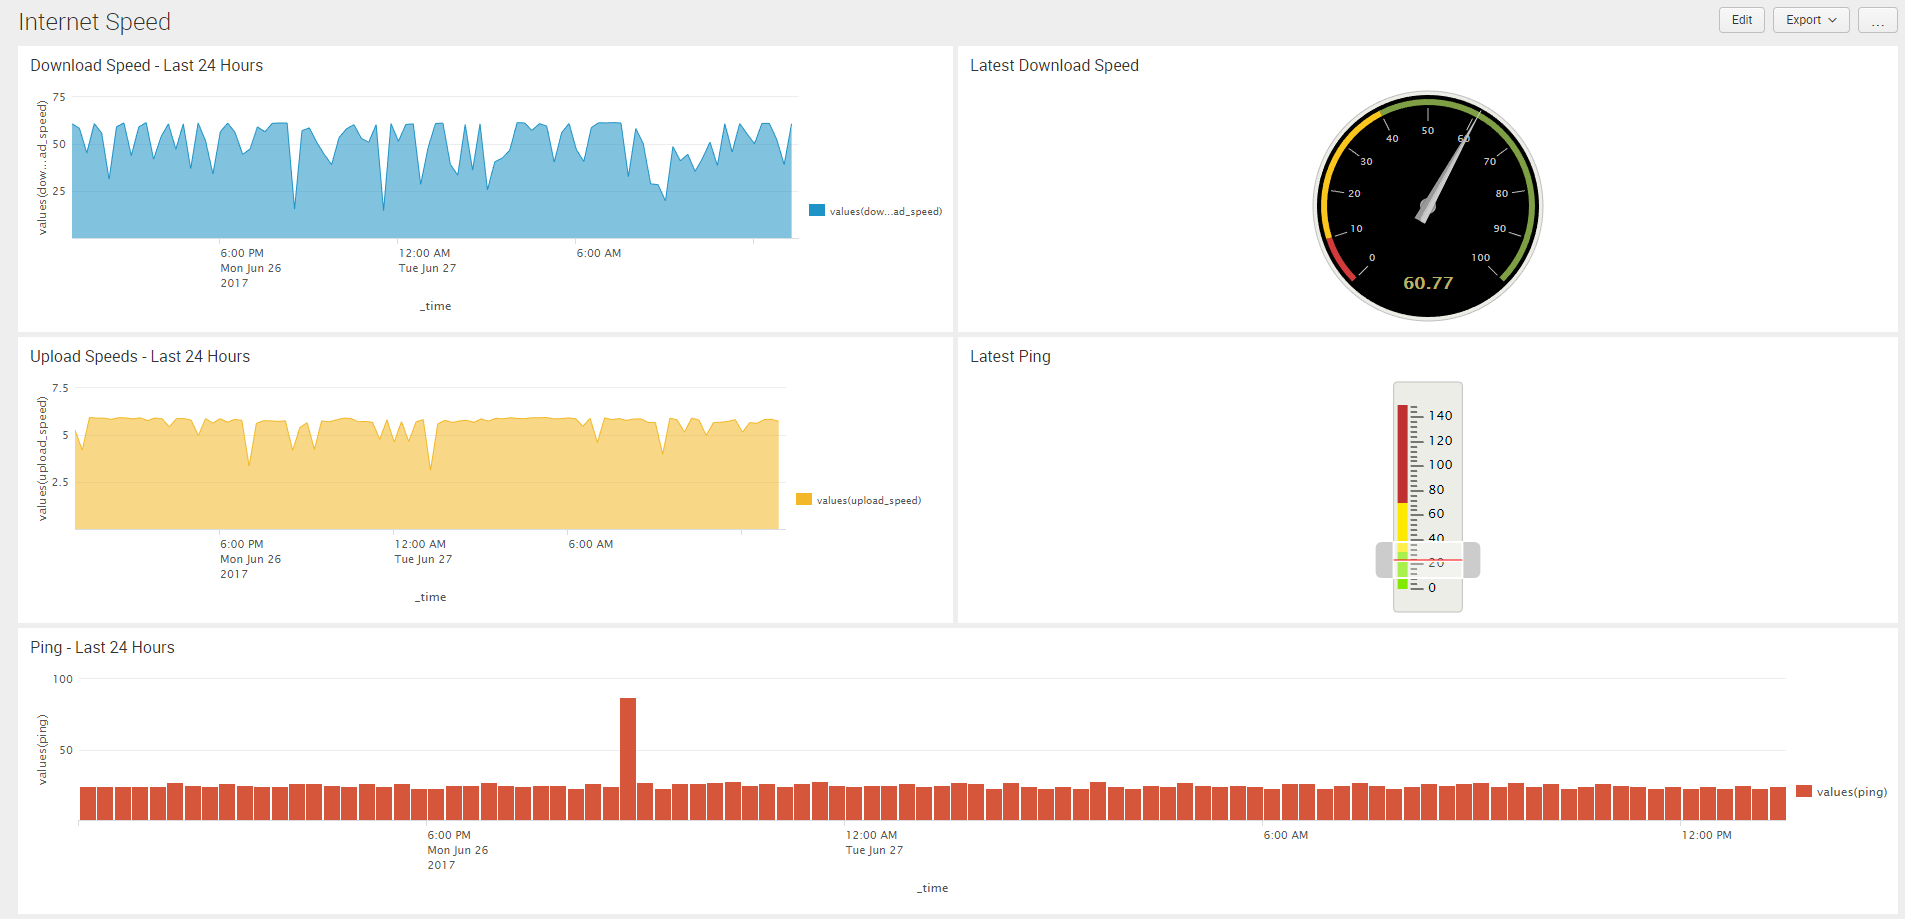 Internet Speed
Edit
Export
...
Download Speed - Last 24 Hours
75
50
25
values(dow...ad_speed)
values(dow...ad_speed)
6:00 PM
Mon Jun 26
2017
12:00 AM
Tue Jun 27
6:00 AM
_time
Latest Download Speed
0
10
20
30
40
50
60
70
80
90
100
60.77
Upload Speeds - Last 24 Hours
7.5
5
2.5
values(upload_speed)
values(upload_speed)
6:00 PM
Mon Jun 26
2017
12:00 AM
Tue Jun 27
6:00 AM
_time
Latest Ping
140
120
100
80
60
40
20
0
Ping - Last 24 Hours
100
50
values(ping)
values(ping)
6:00 PM
Mon Jun 26
2017
12:00 AM
Tue Jun 27
6:00 AM
12:00 PM
_time